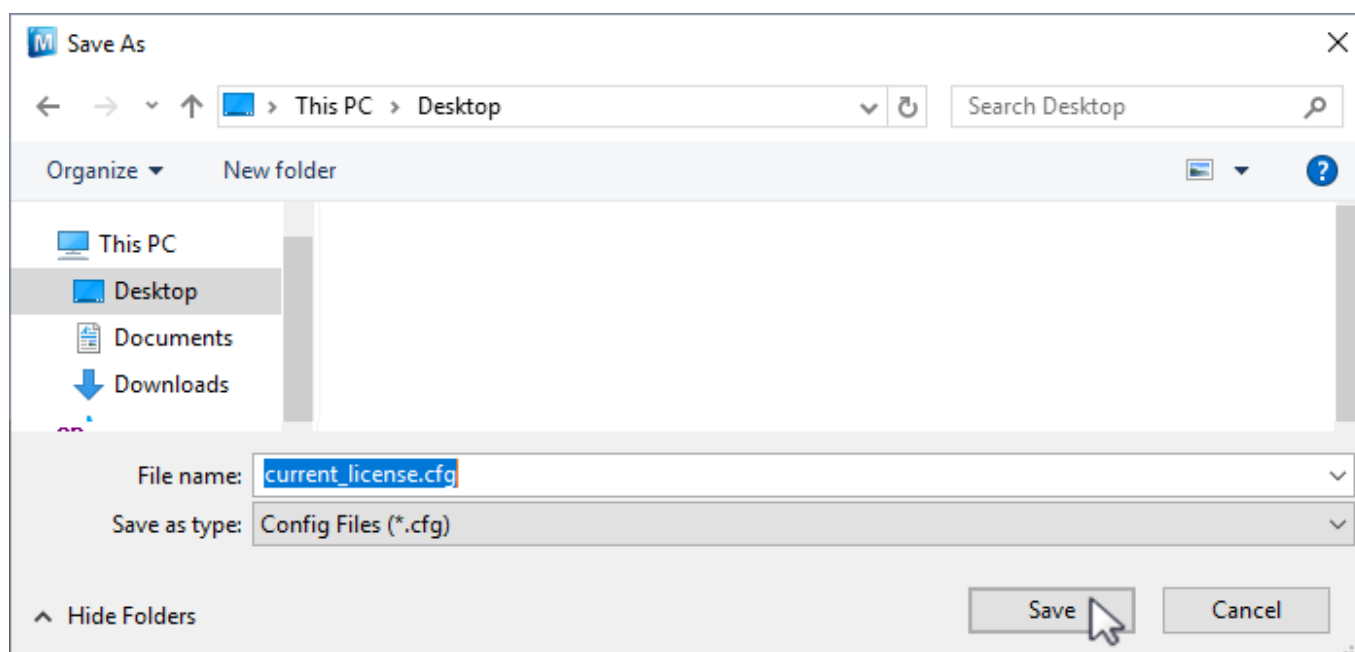 Save As
This PC > Desktop
Search Desktop
Organize
New folder
This PC
Desktop
Documents
Downloads
File name: current_license.cfg
Save as type: Config Files (*.cfg)
Hide Folders
Save
Cancel